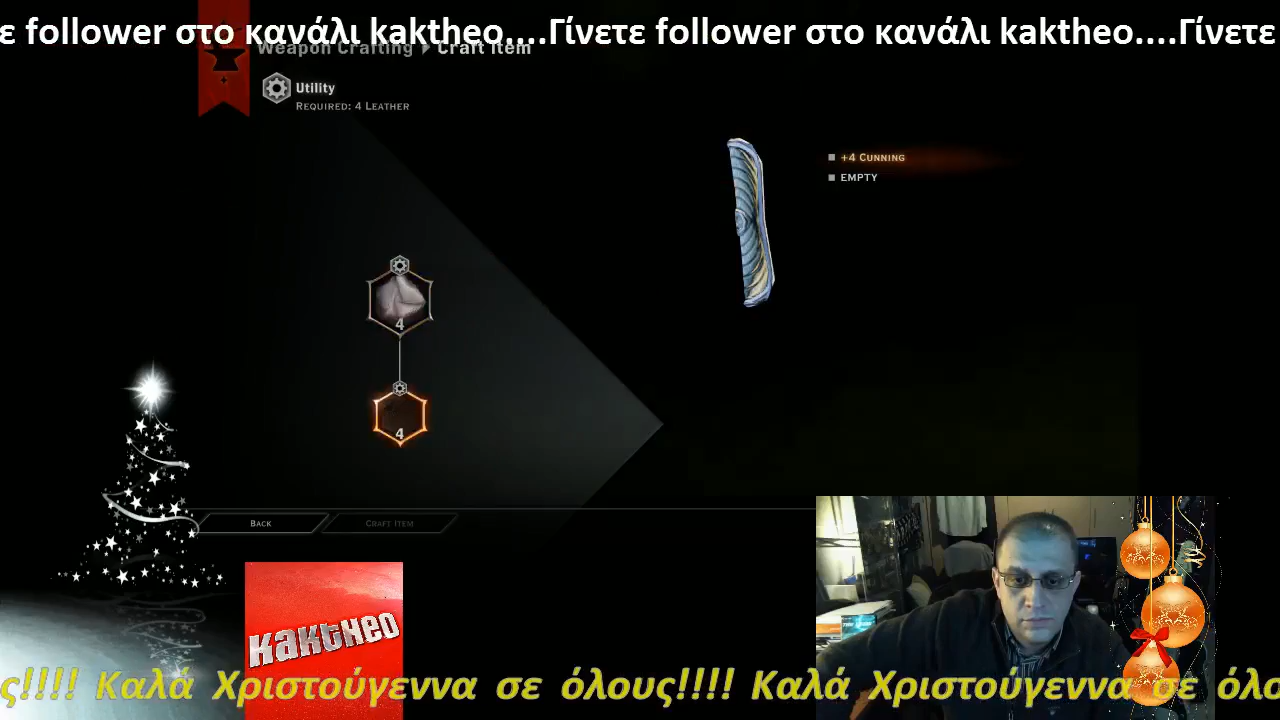 ε follower στο κανάλι kaktheo....Γίνετε follower στο κανάλι kaktheo....Γίνετε
Weapon Crafting ▸ Craft Item
Utility
Required: 4 Leather
+4 Cunning
EMPTY
4
4
Back
Craft Item
kaktheo
ς!!!! Καλά Χριστούγεννα σε όλους!!!! Καλά Χριστούγεννα σε όλο